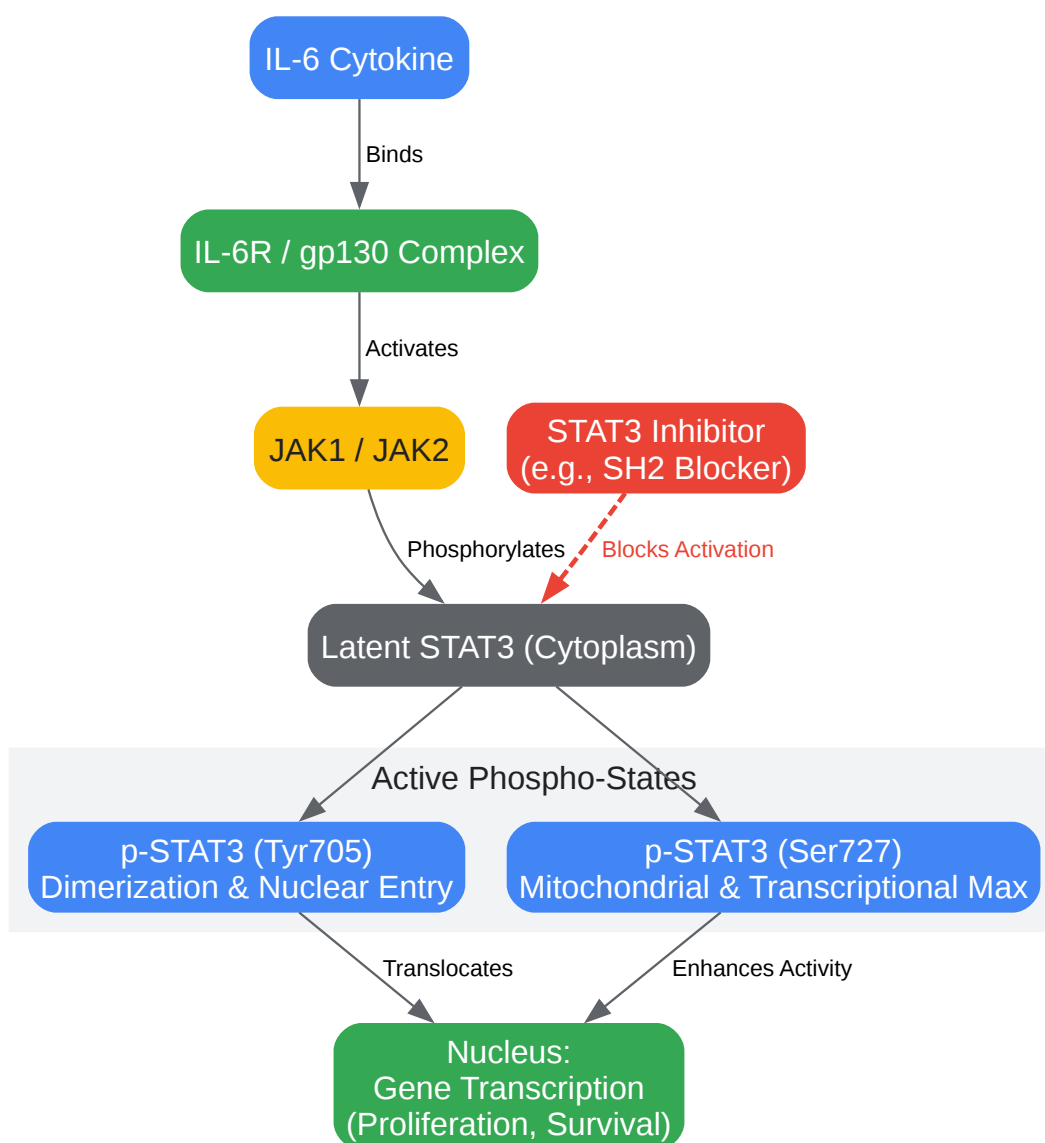 IL-6 Cytokine
Binds
IL-6R / gp130 Complex
Activates
JAK1 / JAK2
STAT3 Inhibitor
(e.g., SH2 Blocker)
Phosphorylates
Blocks Activation
Latent STAT3 (Cytoplasm)
Active Phospho-States
p-STAT3 (Tyr705)
Dimerization & Nuclear Entry
p-STAT3 (Ser727)
Mitochondrial & Transcriptional Max
Translocates
Enhances Activity
Nucleus:
Gene Transcription
(Proliferation, Survival)